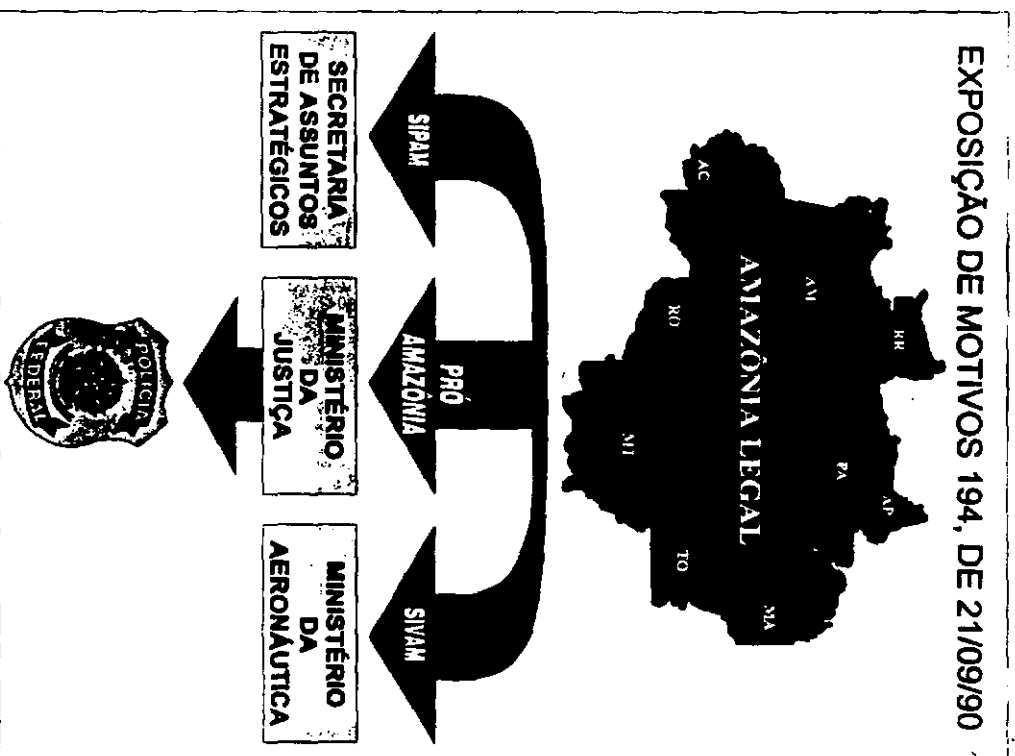 EXPOSIÇÃO DE MOTIVOS 194, DE 21/09/90
RR
AP
AM
PA
AMAZÔNIA LEGAL
MA
AC
RO
MT
TO
SIPAM
PRÓ
AMAZÔNIA
SIVAM
SECRETARIA
DE ASSUNTOS
ESTRATÉGICOS
MINISTÉRIO
DA
JUSTIÇA
MINISTÉRIO
DA
AERONÁUTICA
POLÍCIA
FEDERAL